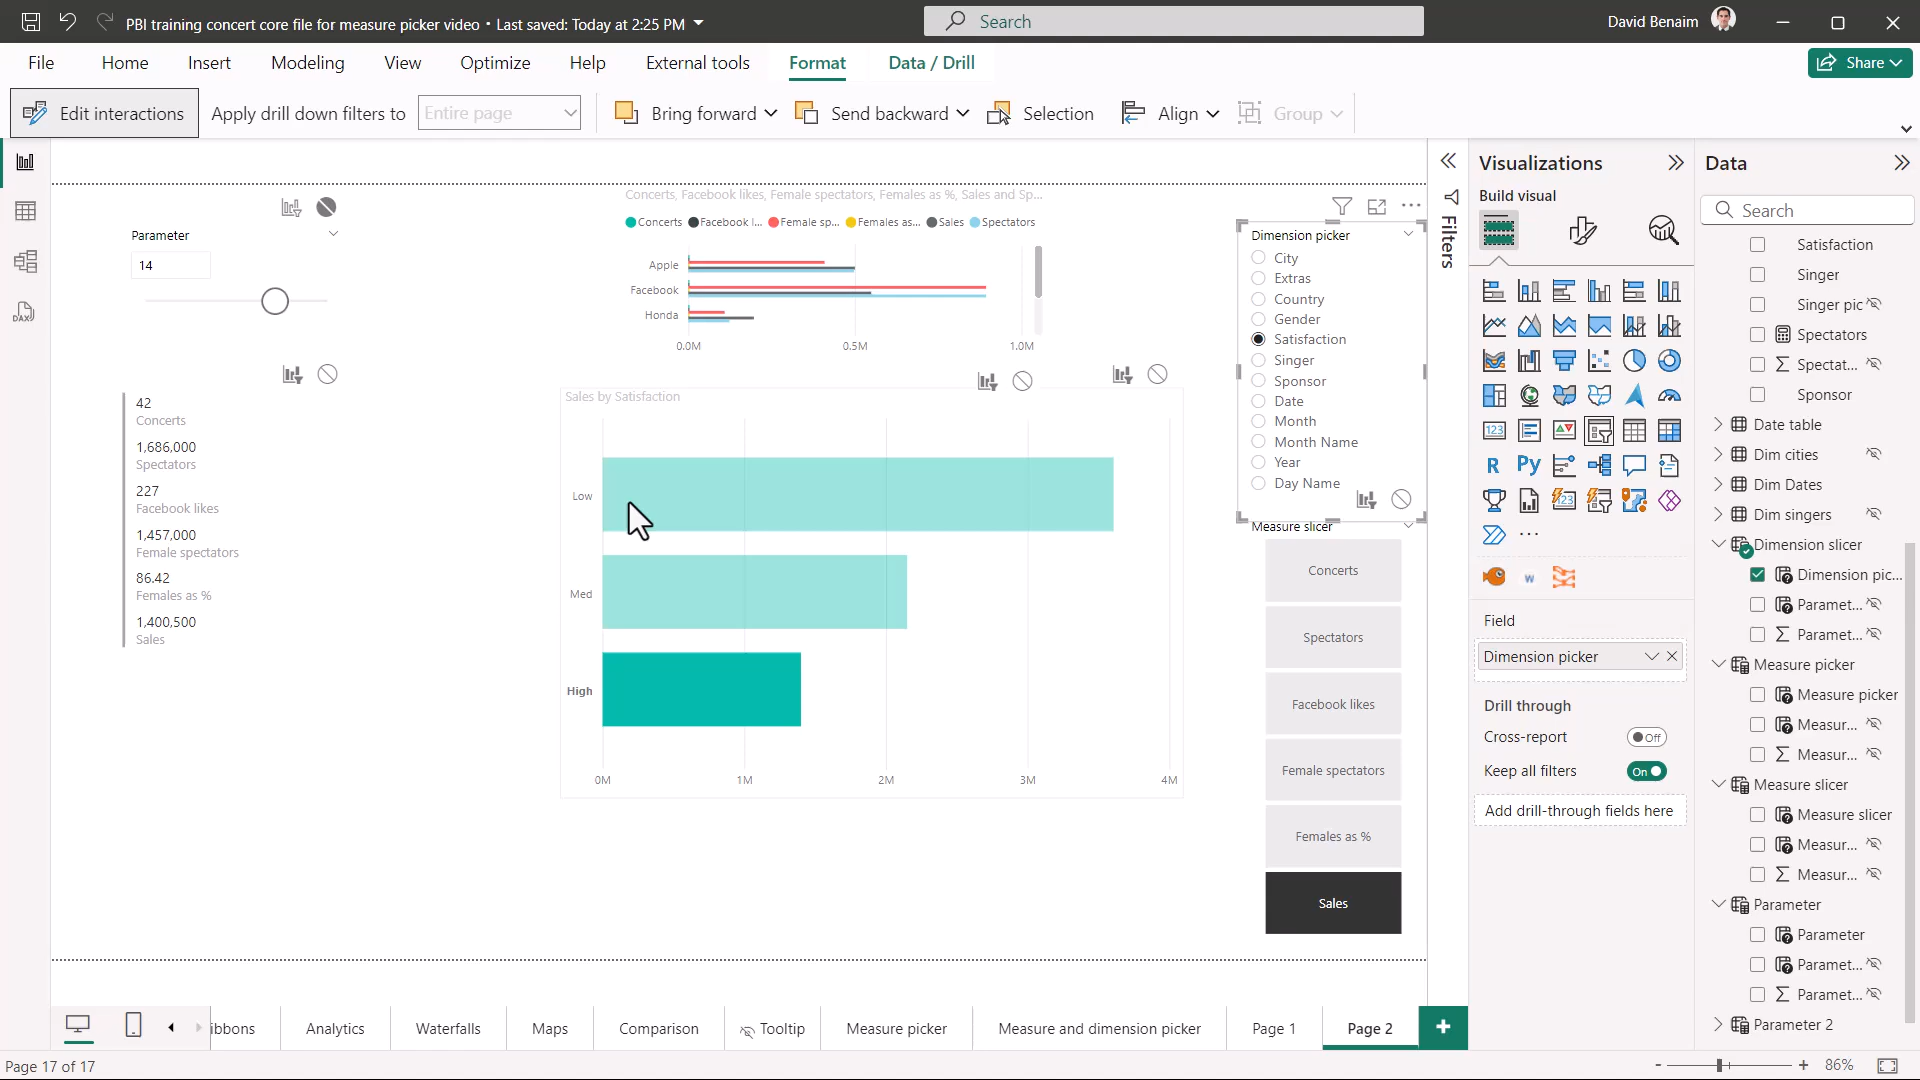 PBI training concert core file for measure picker video • Last saved: Today at 2:25 PM
Search
David Benaim
File Home Insert Modeling View Optimize Help External tools Format Data / Drill
Share
Edit interactions Apply drill down filters to Entire page Bring forward Send backward Selection Align Group
Parameter
14
42
Concerts
1,686,000
Spectators
227
Facebook likes
1,457,000
Female spectators
86.42
Females as %
1,400,500
Sales
Concerts, Facebook likes, Female spectators, Females as %, Sales and Sp...
Concerts Facebook l... Female sp... Females as... Sales Spectators
Apple
Facebook
Honda
0.0M 0.5M 1.0M
Sales by Satisfaction
Low
Med
High
0M 1M 2M 3M 4M
Dimension picker
City
Extras
Country
Gender
Satisfaction
Singer
Sponsor
Date
Month
Month Name
Year
Day Name
Measure slicer
Concerts
Spectators
Facebook likes
Female spectators
Females as %
Sales
Filters
Visualizations
Build visual
123
R Py
123
W
Field
Dimension picker
Drill through
Cross-report Off
Keep all filters On
Add drill-through fields here
Data
Search
Satisfaction
Singer
Singer pic
Spectators
Spectat...
Sponsor
Date table
Dim cities
Dim Dates
Dim singers
Dimension slicer
Dimension pic...
Paramet...
Paramet...
Measure picker
Measure picker
Measur...
Measur...
Measure slicer
Measure slicer
Measur...
Measur...
Parameter
Parameter
Paramet...
Paramet...
Parameter 2
DAX
ibbons Analytics Waterfalls Maps Comparison Tooltip Measure picker Measure and dimension picker Page 1 Page 2
Page 17 of 17
86%